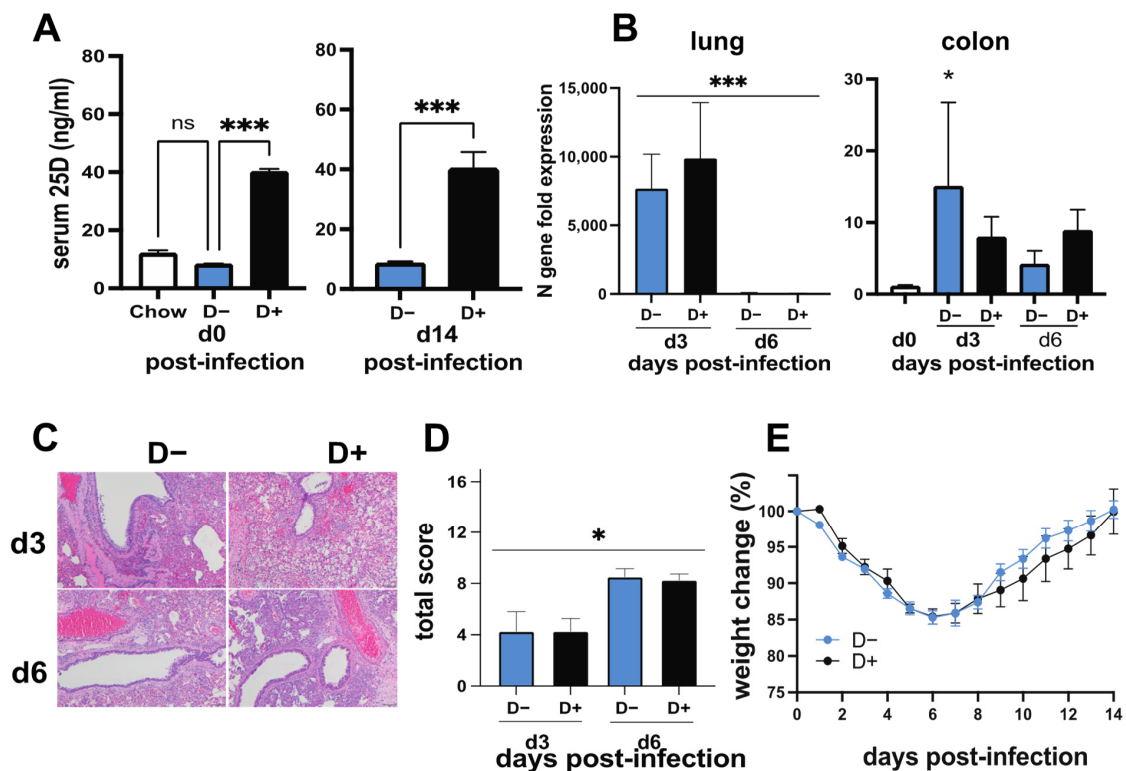 A
serum 25D (ng/ml)
80
60
40
20
0
ns
***
Chow
D−
D+
d0
post-infection
80
60
40
20
0
***
D−
D+
d14
post-infection
B
lung
N gene fold expression
15,000
10,000
5,000
0
***
D−
D+
D−
D+
d3
d6
days post-infection
colon
30
20
10
0
*
D−
D+
D−
D+
d0
d3
d6
days post-infection
C
D−
D+
d3
d6
D
total score
16
12
8
4
0
*
D−
D+
D−
D+
d3
d6
days post-infection
E
weight change (%)
100
95
90
85
80
75
D−
D+
0
2
4
6
8
10
12
14
days post-infection